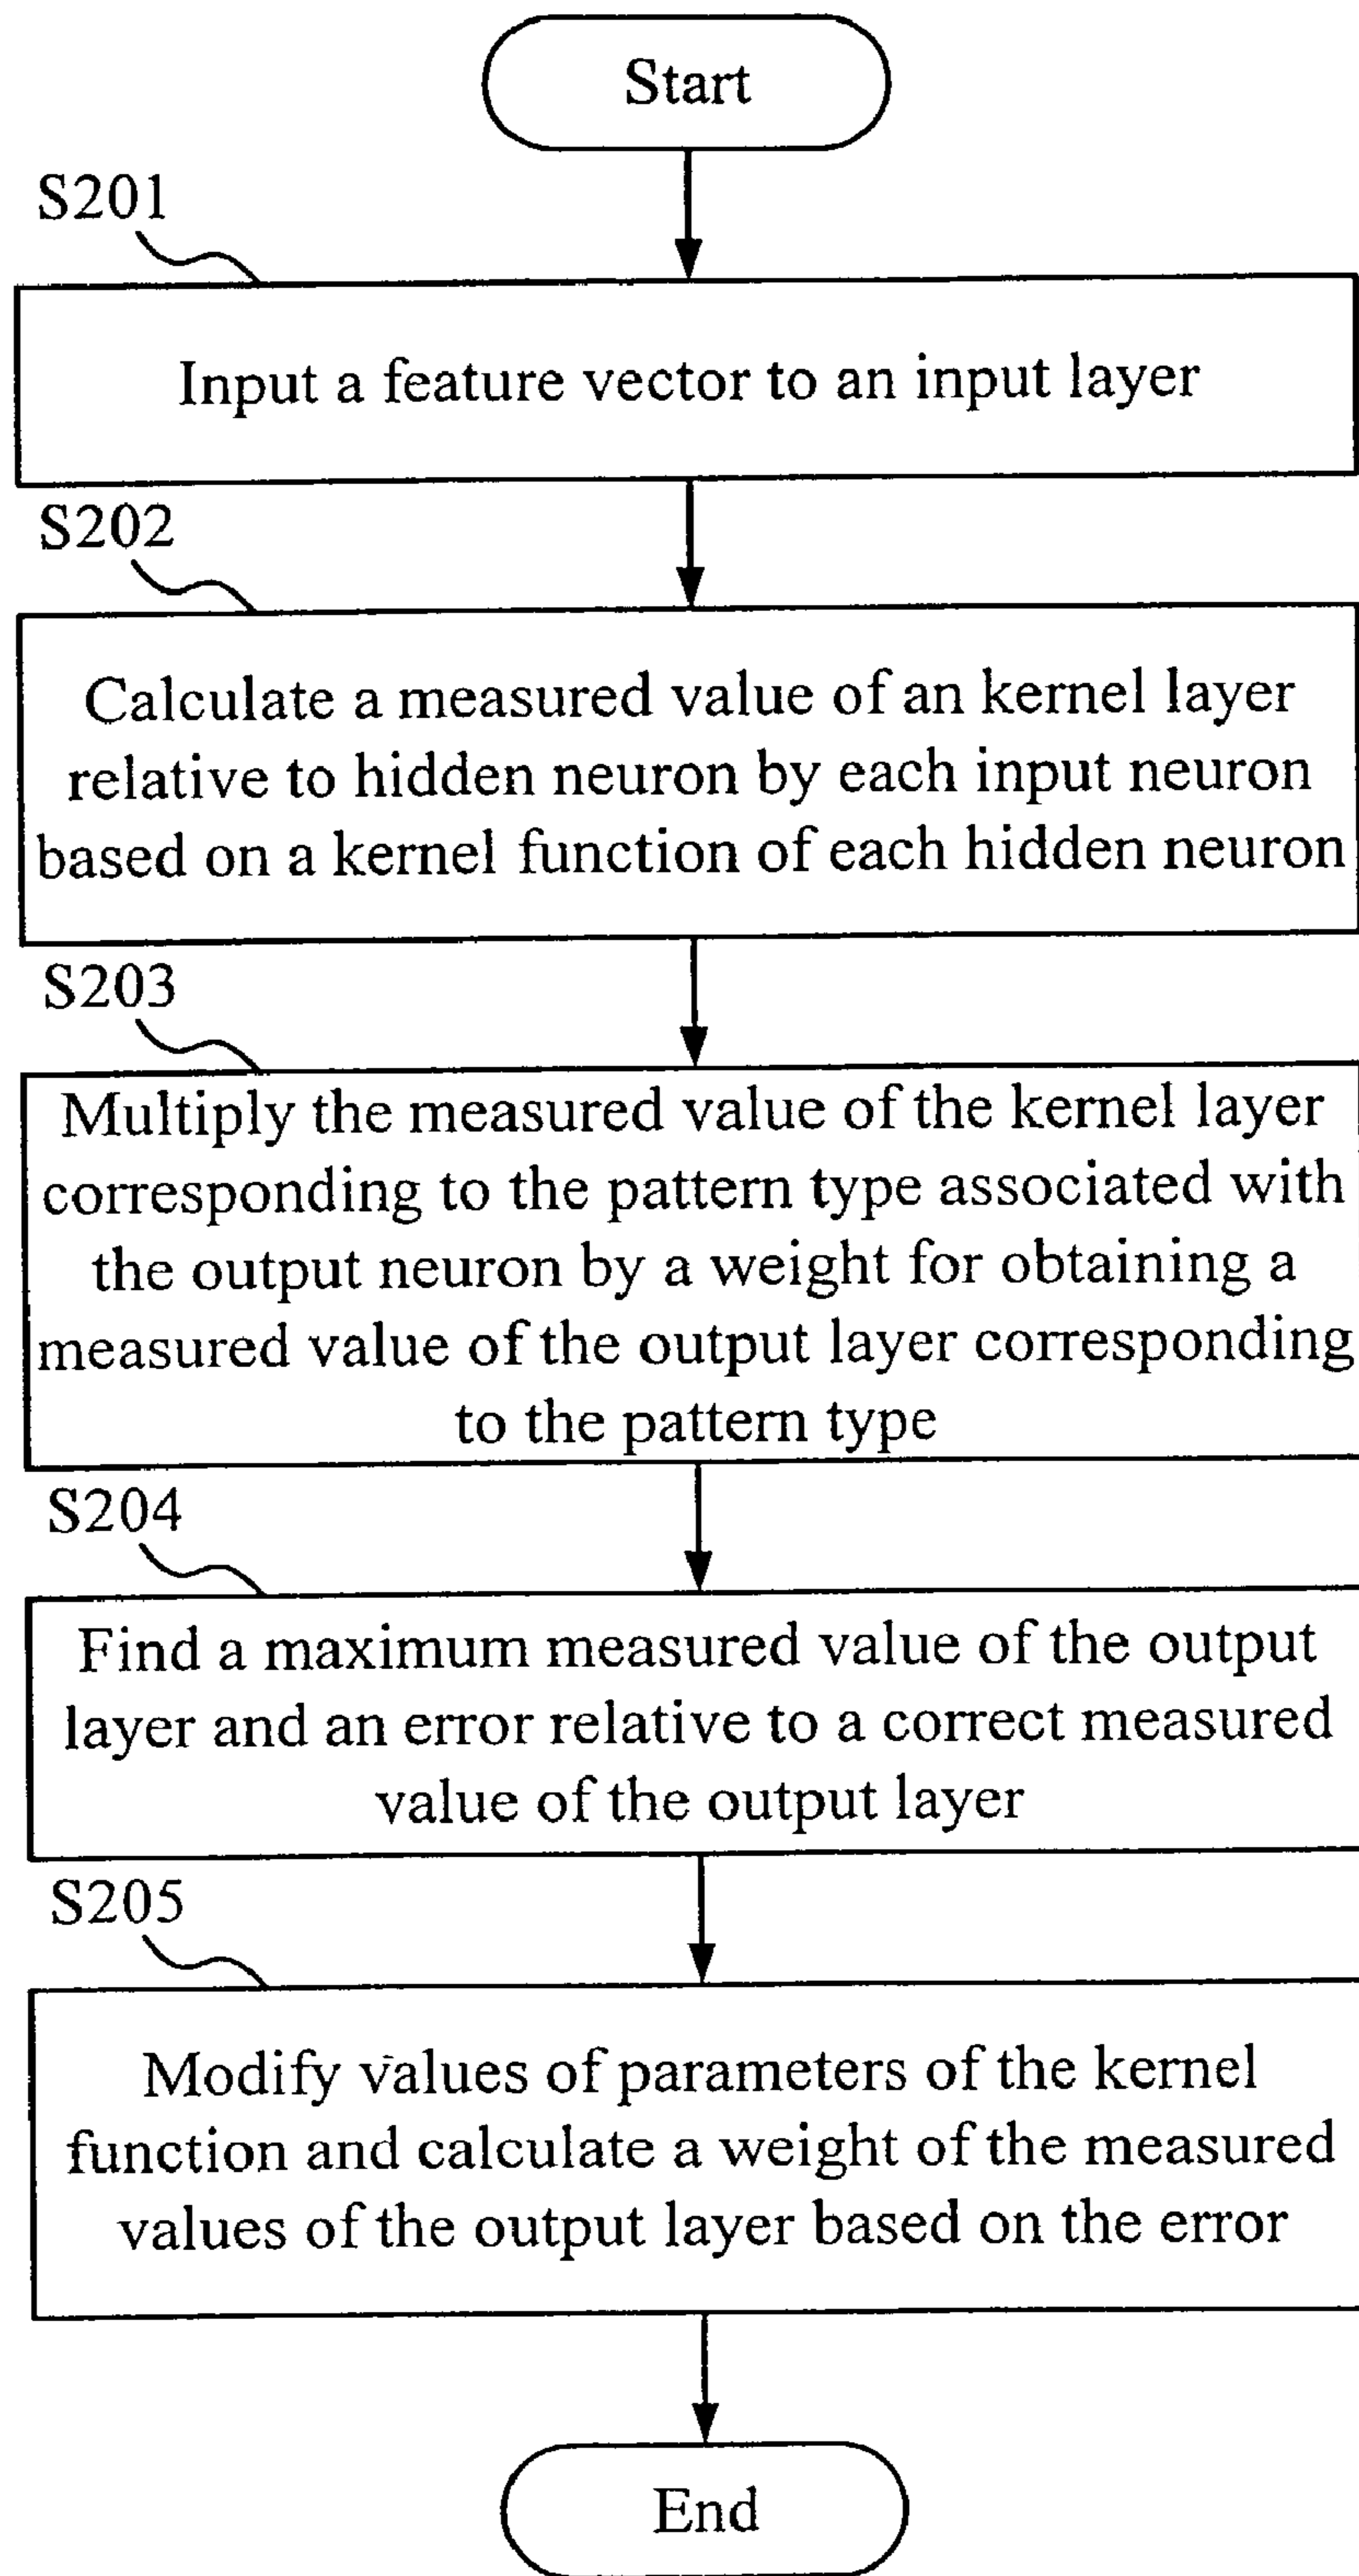 Start
S201
Input a feature vector to an input layer
S202
Calculate a measured value of an kernel layer
relative to hidden neuron by each input neuron
based on a kernel function of each hidden neuron
S203
Multiply the measured value of the kernel layer
corresponding to the pattern type associated with
the output neuron by a weight for obtaining a
measured value of the output layer corresponding
to the pattern type
S204
Find a maximum measured value of the output
layer and an error relative to a correct measured
value of the output layer
S205
Modify values of parameters of the kernel
function and calculate a weight of the measured
values of the output layer based on the error
End